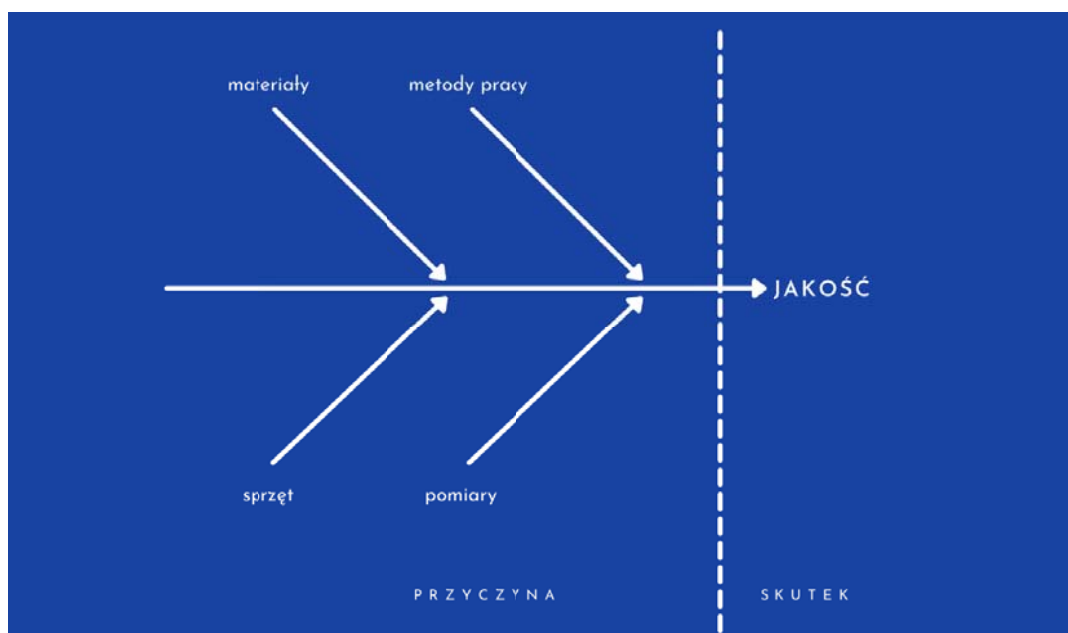 materiały
metody pracy
JAKOŚĆ
sprzęt
pomiary
PRZYCZYNA
SKUTEK